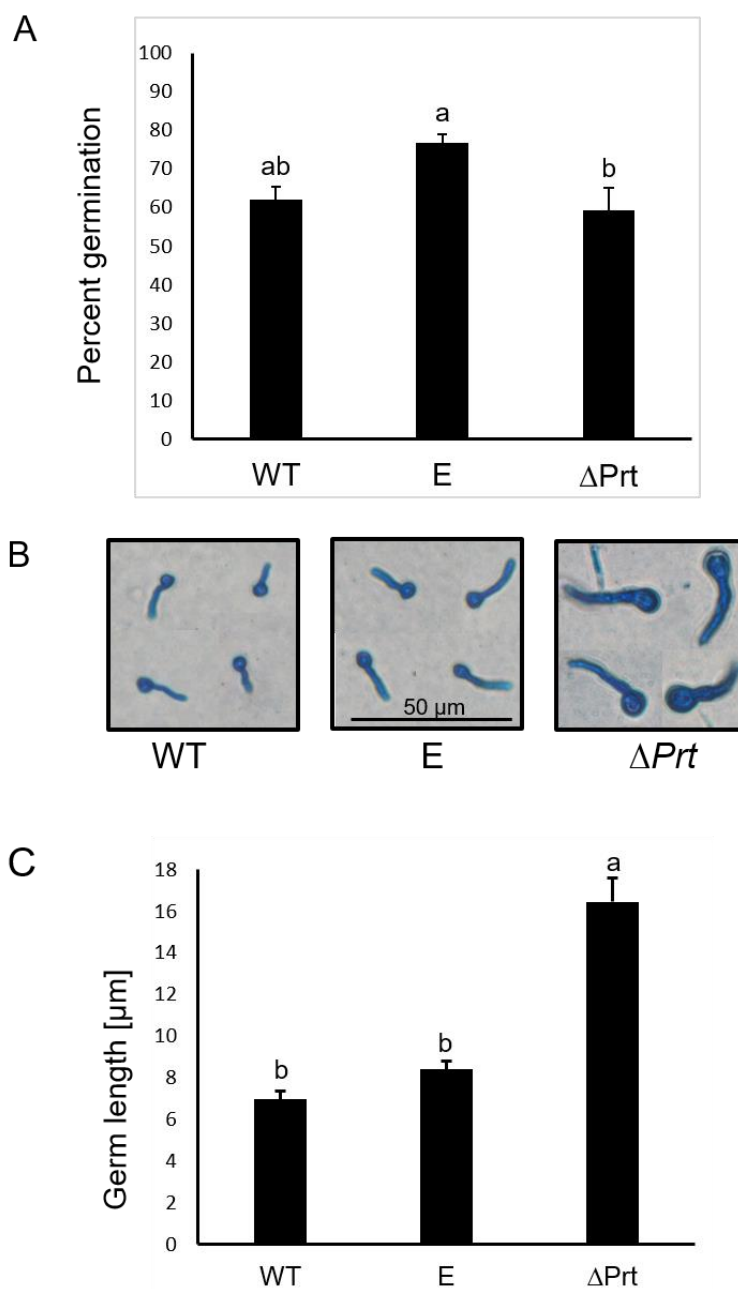 A
Percent germination
100
90
80
70
60
50
40
30
20
10
0
ab
a
b
WT E ΔPrt
B
50 µm
WT E ΔPrt
C
Germ length [µm]
18
16
14
12
10
8
6
4
2
0
b
b
a
WT E ΔPrt